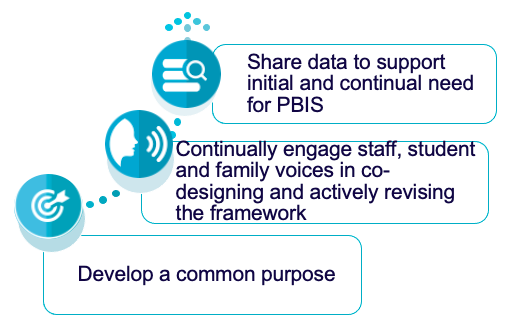 Share data to support
initial and continual need
for PBIS
Continually engage staff, student
and family voices in co-
designing and actively revising
the framework
Develop a common purpose